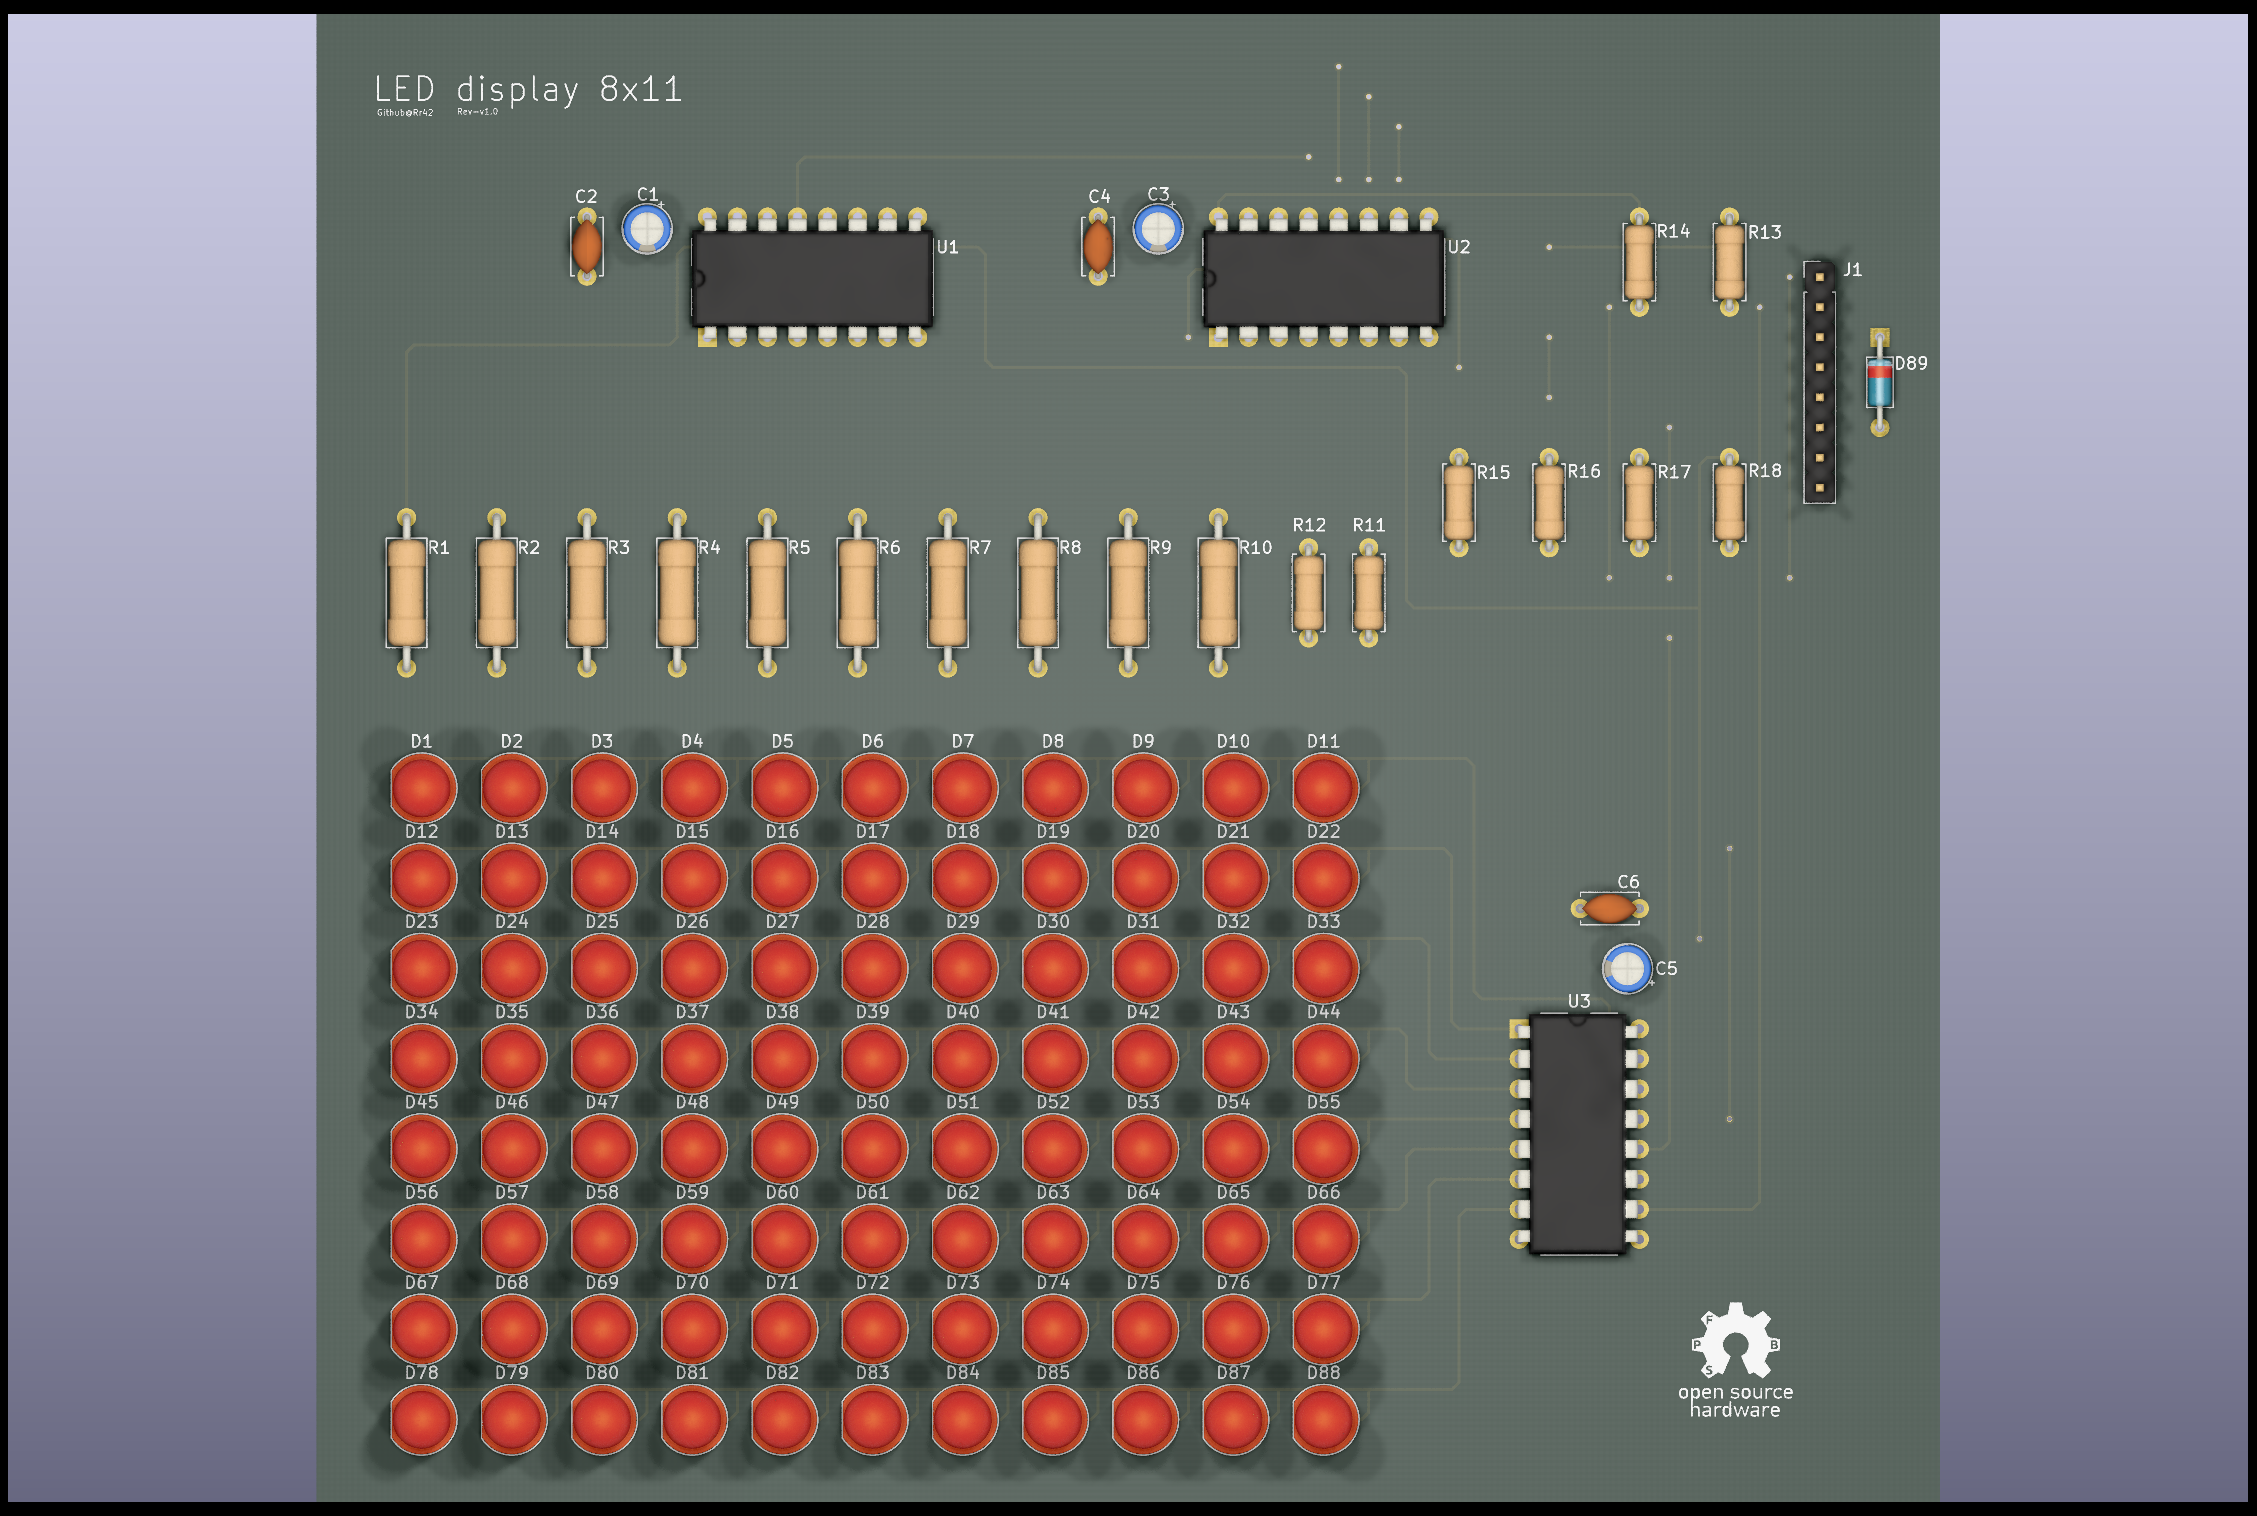 LED display 8x11
Github@Rr42 Rev-v1.0
C2 C1 + C4 C3 +
U1 U2 R14 R13
J1
D89
R15 R16 R17 R18
R12 R11
R1 R2 R3 R4 R5 R6 R7 R8 R9 R10
D1 D2 D3 D4 D5 D6 D7 D8 D9 D10 D11
D12 D13 D14 D15 D16 D17 D18 D19 D20 D21 D22
C6
D23 D24 D25 D26 D27 D28 D29 D30 D31 D32 D33
C5 +
U3
D34 D35 D36 D37 D38 D39 D40 D41 D42 D43 D44
D45 D46 D47 D48 D49 D50 D51 D52 D53 D54 D55
D56 D57 D58 D59 D60 D61 D62 D63 D64 D65 D66
D67 D68 D69 D70 D71 D72 D73 D74 D75 D76 D77
F
P B
S
D78 D79 D80 D81 D82 D83 D84 D85 D86 D87 D88
open source
hardware